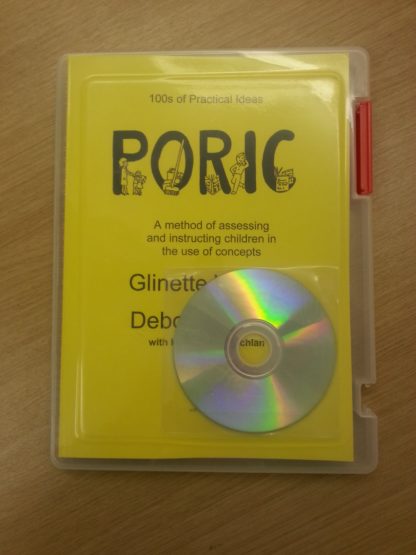 100s of Practical Ideas
PORIC
A method of assessing
and instructing children in
the use of concepts
Glinette
Debo
with
chlan